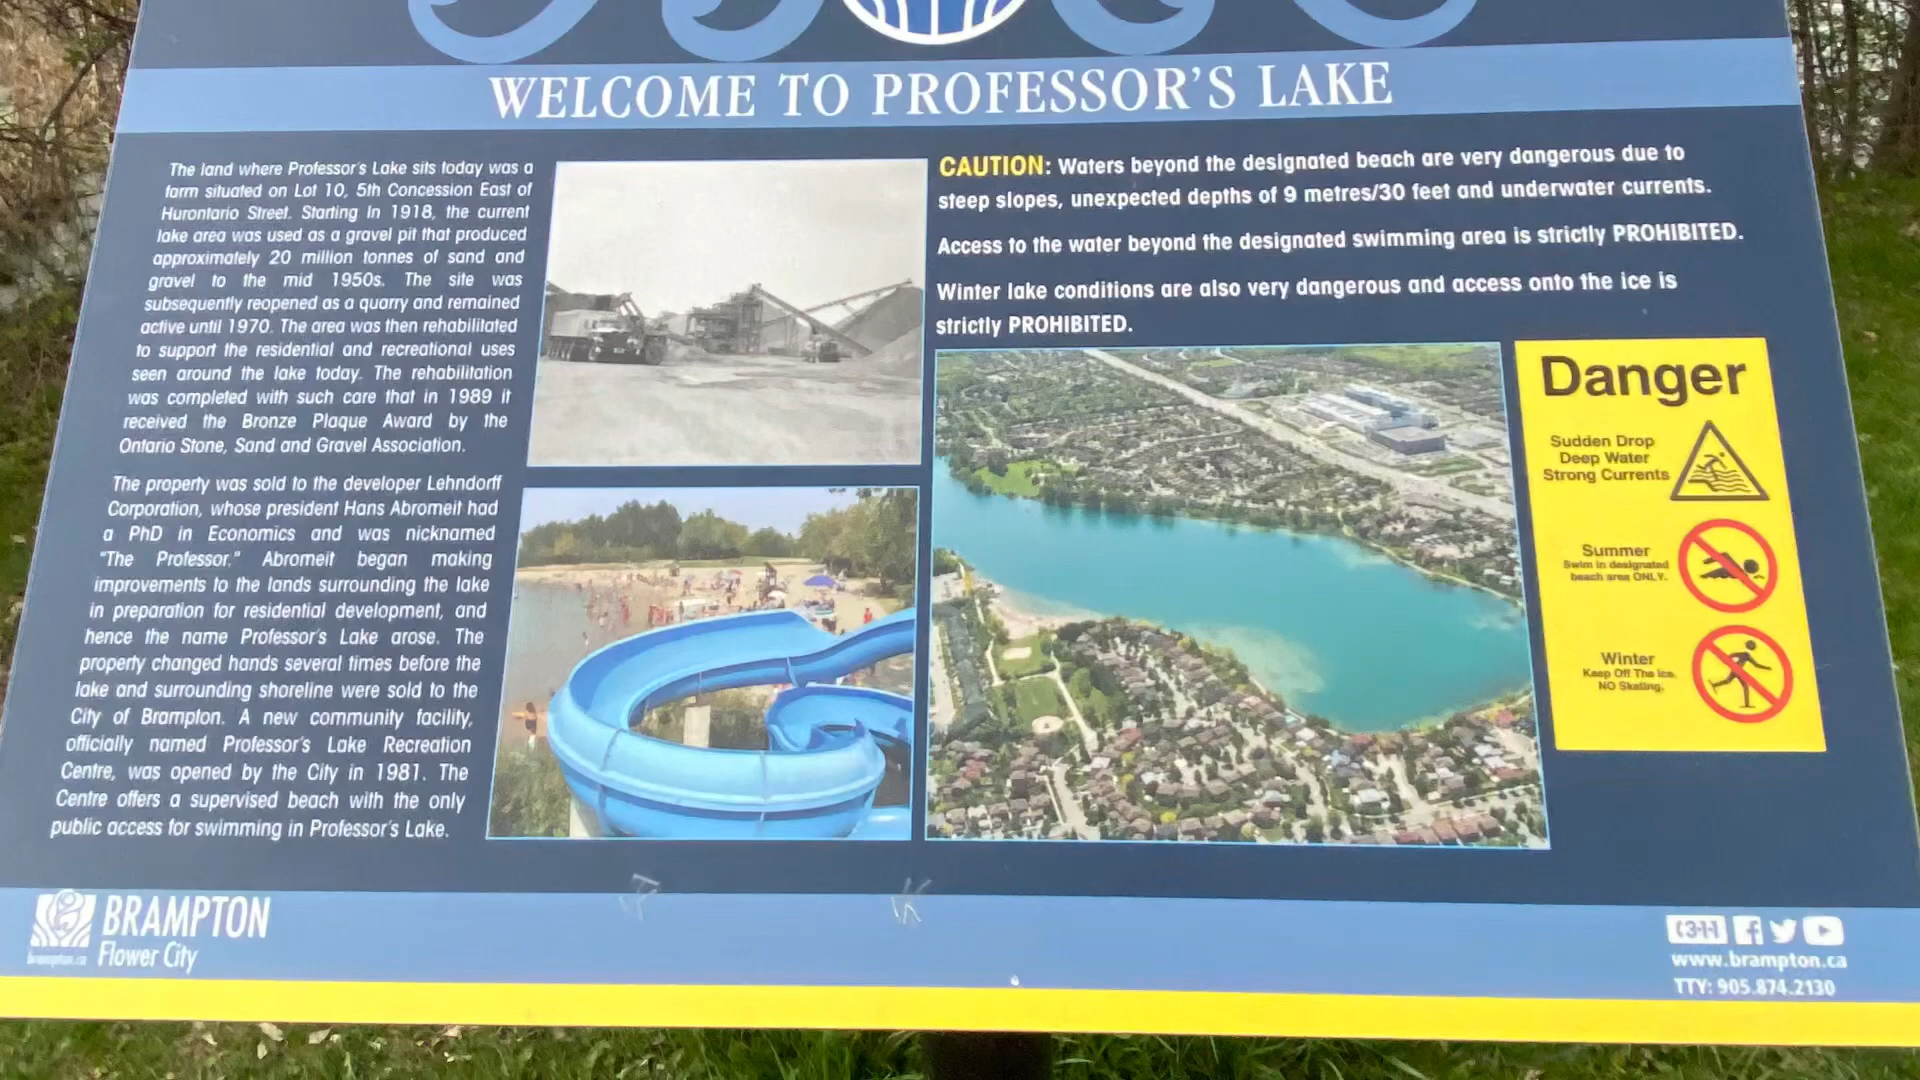 WELCOME TO PROFESSOR'S LAKE
The land where Professor's Lake sits today was a
farm situated on Lot 10, 5th Concession East of
Hurontario Street. Starting In 1918, the current
lake area was used as a gravel pit that produced
approximately 20 million tonnes of sand and
gravel to the mid 1950s. The site was
subsequently reopened as a quarry and remained
active until 1970. The area was then rehabilitated
to support the residential and recreational uses
seen around the lake today. The rehabilitation
was completed with such care that in 1989 it
received the Bronze Plaque Award by the
Ontario Stone, Sand and Gravel Association.
The property was sold to the developer Lehndorff
Corporation, whose president Hans Abromeit had
a PhD in Economics and was nicknamed
"The Professor." Abromeit began making
improvements to the lands surrounding the lake
in preparation for residential development, and
hence the name Professor's Lake arose. The
property changed hands several times before the
lake and surrounding shoreline were sold to the
City of Brampton. A new community facility,
officially named Professor's Lake Recreation
Centre, was opened by the City in 1981. The
Centre offers a supervised beach with the only
public access for swimming in Professor's Lake.
CAUTION: Waters beyond the designated beach are very dangerous due to
steep slopes, unexpected depths of 9 metres/30 feet and underwater currents.
Access to the water beyond the designated swimming area is strictly PROHIBITED.
Winter lake conditions are also very dangerous and access onto the ice is
strictly PROHIBITED.
Danger
Sudden Drop
Deep Water
Strong Currents
Summer
Swim in designated
beach area ONLY.
Winter
Keep Off The Ice.
NO Skating.
BRAMPTON
brampton.ca Flower City
311
www.brampton.ca
TTY: 905.874.2130